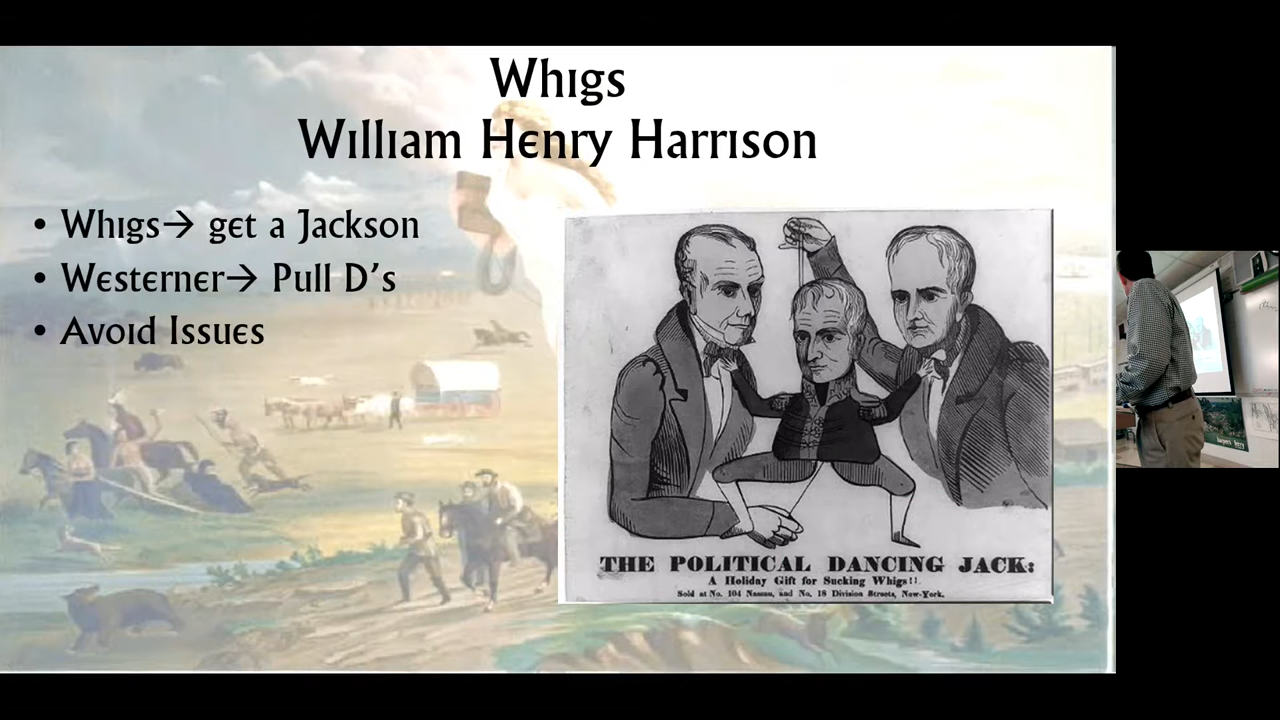 Whigs
William Henry Harrison
• Whigs→ get a Jackson
• Westerner→ Pull D's
• Avoid Issues
THE POLITICAL DANCING JACK:
A Holiday Gift for Sucking Whigs!!
Sold at No. 104 Nassau, and No. 18 Division Streets, New-York.